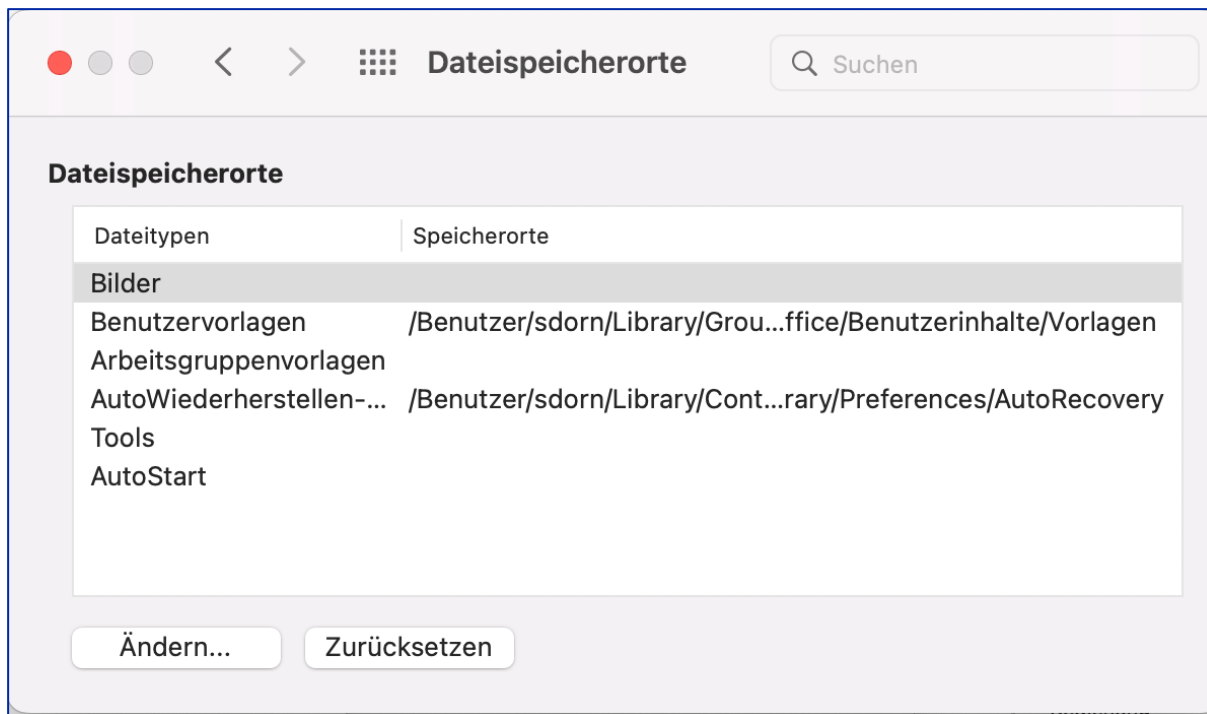 Dateispeicherorte
Suchen
Dateispeicherorte
Dateitypen Speicherorte
Bilder
Benutzervorlagen /Benutzer/sdorn/Library/Grou...ffice/Benutzerinhalte/Vorlagen
Arbeitsgruppenvorlagen
AutoWiederherstellen-... /Benutzer/sdorn/Library/Cont...rary/Preferences/AutoRecovery
Tools
AutoStart
Ändern... Zurücksetzen